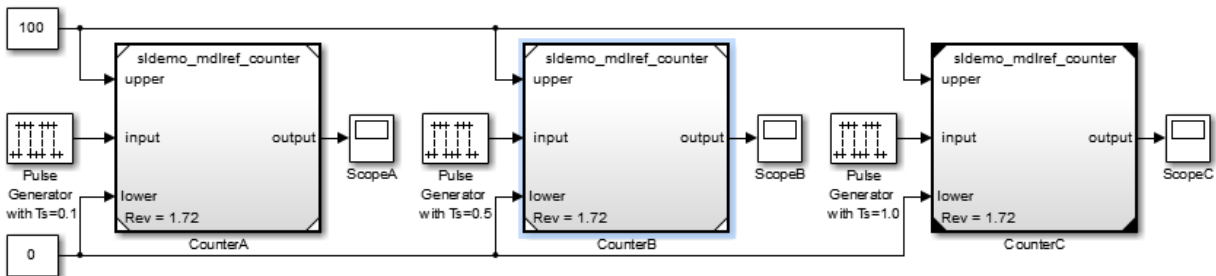 100
sldemo_mdlref_counter
upper
input
output
lower
Rev = 1.72
CounterA
Pulse
Generator
with Ts=0.1
ScopeA
sldemo_mdlref_counter
upper
input
output
lower
Rev = 1.72
CounterB
Pulse
Generator
with Ts=0.5
ScopeB
sldemo_mdlref_counter
upper
input
output
lower
Rev = 1.72
CounterC
Pulse
Generator
with Ts=1.0
ScopeC
0